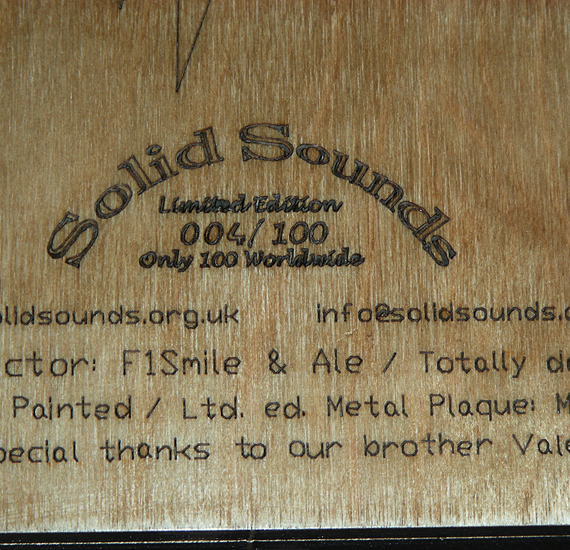 Solid Sounds
Limited Edition
004/100
Only 100 Worldwide
olidsounds.org.uk info@solidsounds.o
ctor: F1Smile & Ale / Totally de
Painted / Ltd. ed. Metal Plaque: M
pecial thanks to our brother Vale